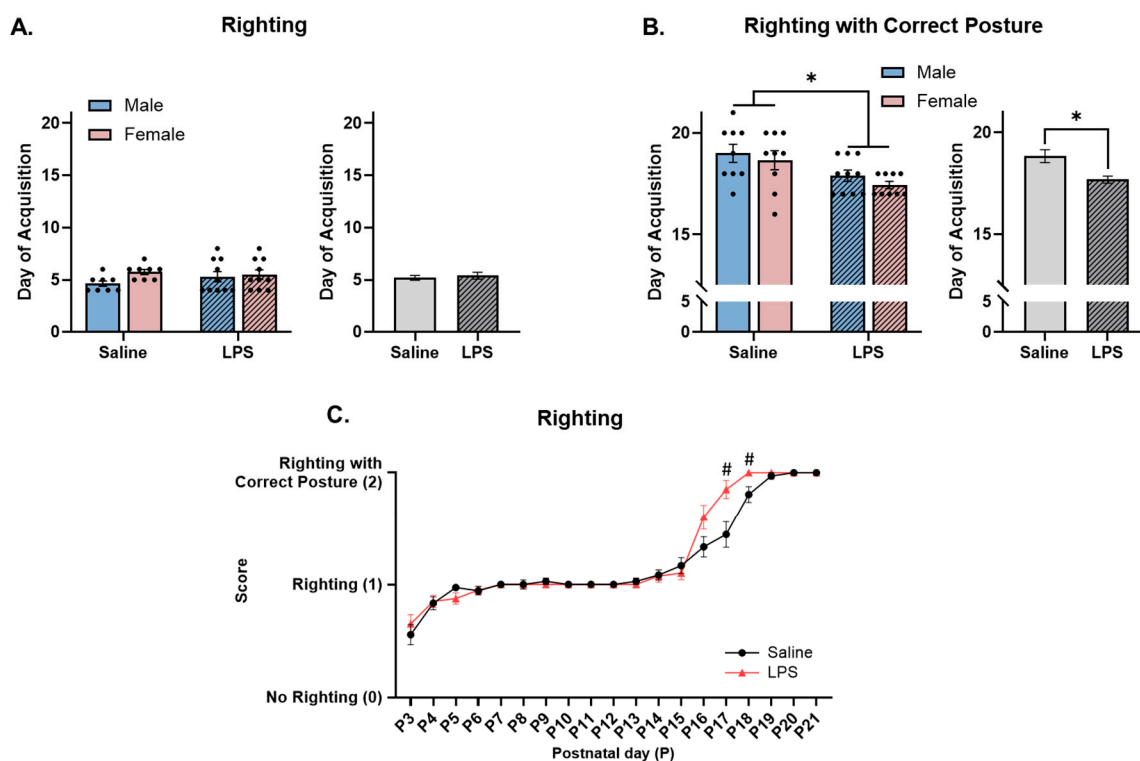 A.
Righting
Male
Female
Day of Acquisition
20
15
10
5
0
Saline
LPS
Day of Acquisition
20
15
10
5
0
Saline
LPS
B.
Righting with Correct Posture
*
Male
Female
Day of Acquisition
20
15
5
0
Saline
LPS
*
Day of Acquisition
20
15
5
0
Saline
LPS
C.
Righting
Righting with
Correct Posture (2)
Righting (1)
No Righting (0)
Score
# #
Saline
LPS
P3 P4 P5 P6 P7 P8 P9 P10 P11 P12 P13 P14 P15 P16 P17 P18 P19 P20 P21
Postnatal day (P)